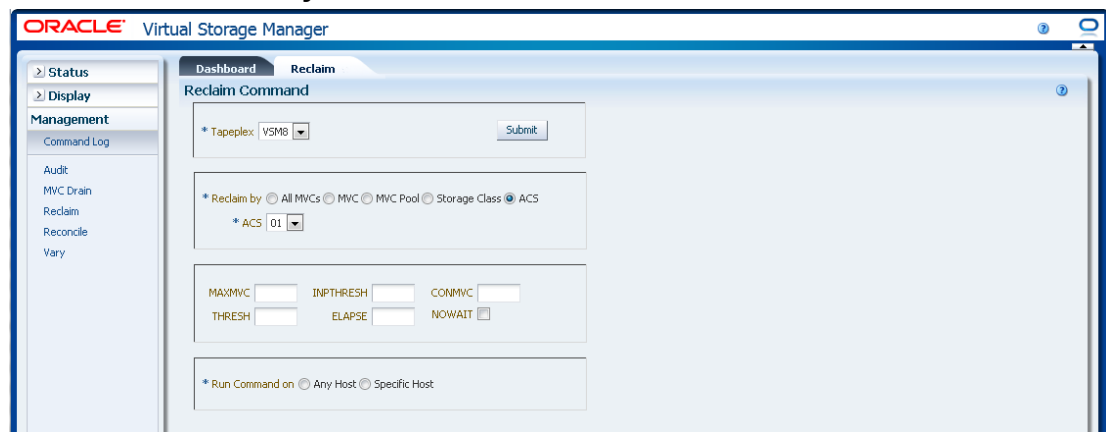 ORACLE Virtual Storage Manager
Status
Display
Management
Command Log
Audit
MVC Drain
Reclaim
Reconcile
Vary
Dashboard Reclaim
Reclaim Command
* Tapeplex VSM8 Submit
* Reclaim by All MVCs MVC MVC Pool Storage Class ACS
* ACS 01
MAXMVC INPTHRESH CONMVC
THRESH ELAPSE NOWAIT
* Run Command on Any Host Specific Host